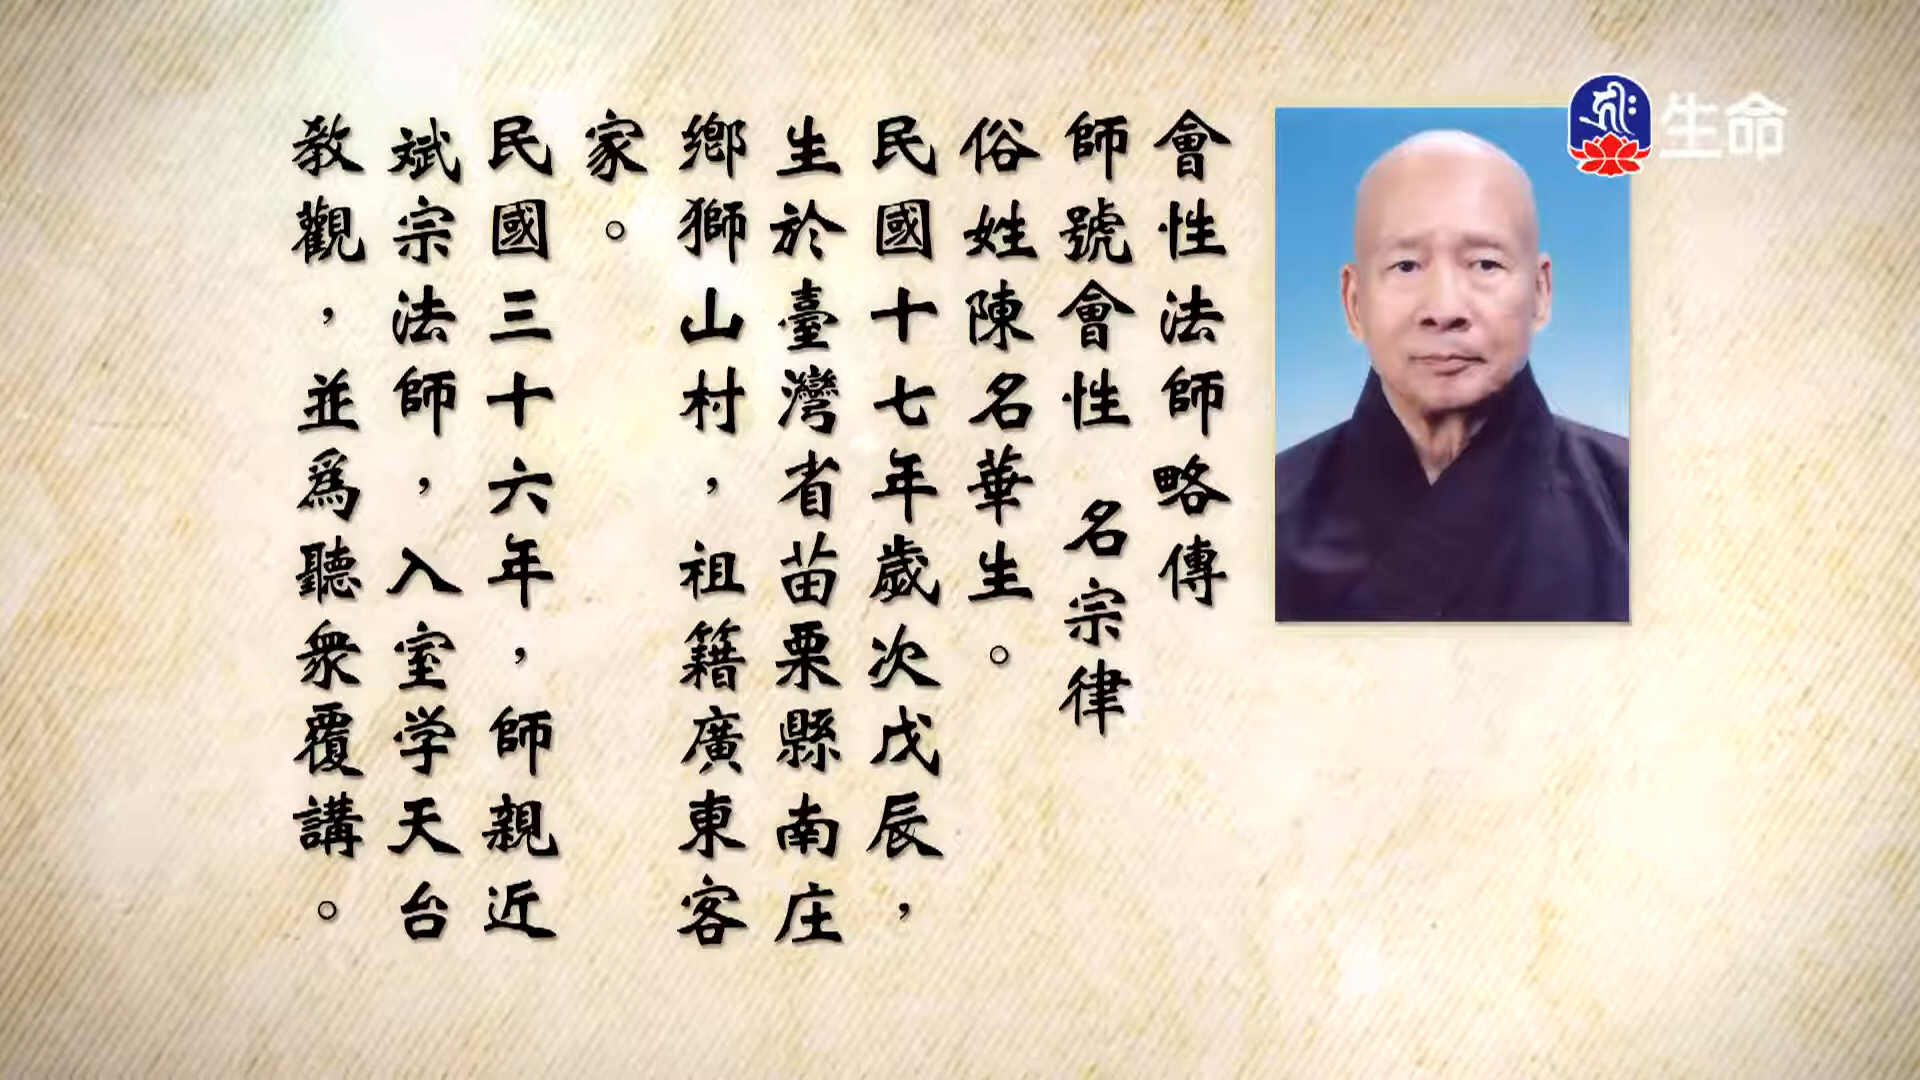 會性法師略傳
師號會性 名宗律
俗姓陳名華生。
民國十七年歲次戊辰，
生於臺灣省苗栗縣南庄
鄉獅山村，祖籍廣東客
家。
民國三十六年，師親近
斌宗法師，入室学天台
教觀，並爲聽衆覆講。
生命